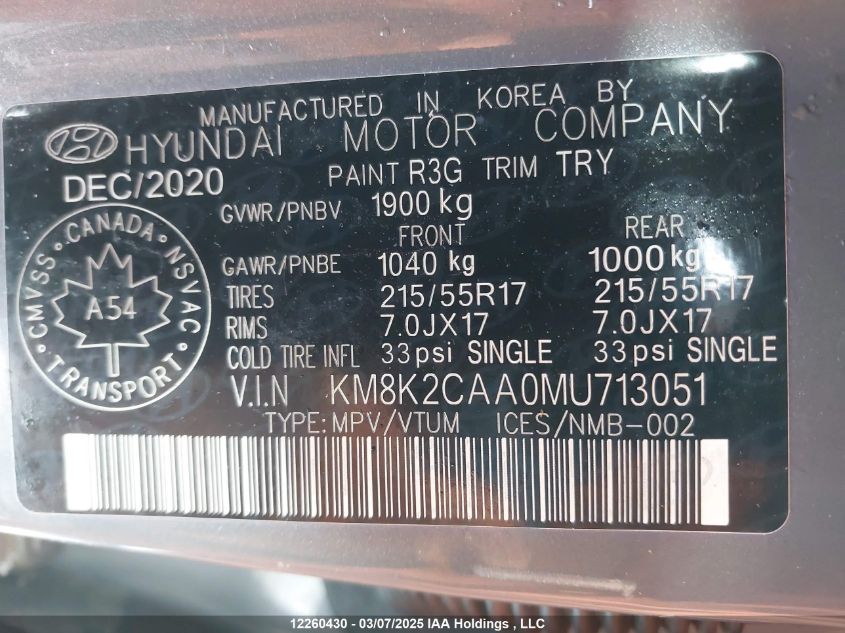 MANUFACTURED IN KOREA BY
HYUNDAI MOTOR COMPANY
DEC/2020 PAINT R3G TRIM TRY
GVWR/PNBV 1900 kg
FRONT REAR
GAWR/PNBE 1040 kg 1000 kg
TIRES 215/55R17 215/55R17
RIMS 7.0JX17 7.0JX17
COLD TIRE INFL 33psi SINGLE 33psi SINGLE
V.I.N KM8K2CAA0MU713051
TYPE:MPV/VTUM ICES/NMB-002
CMVSS • CANADA • NSVAC •
TRANSPORT
A54
12260430 - 03/07/2025 IAA Holdings , LLC